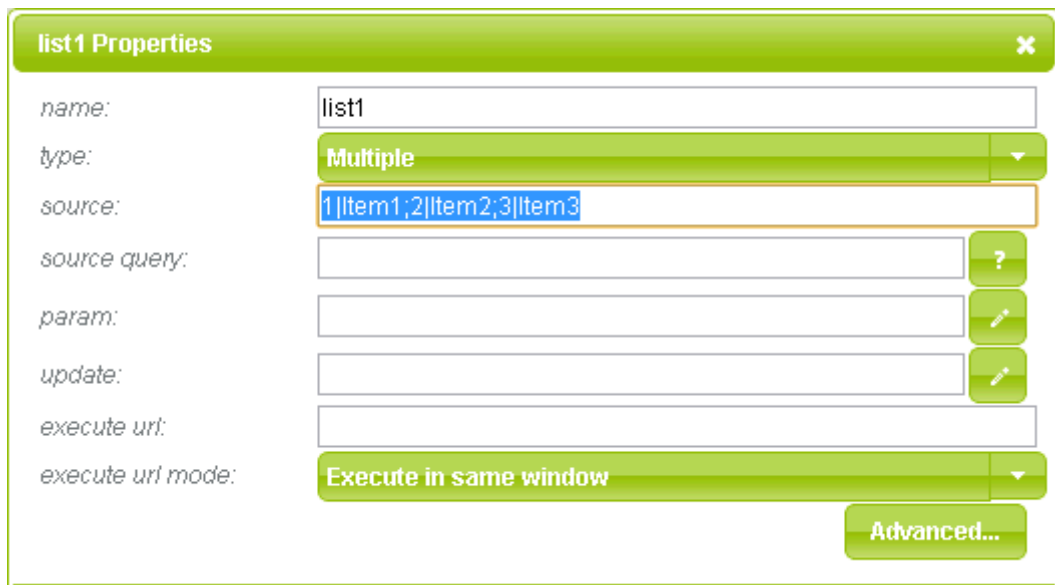 list1 Properties
name: list1
type: Multiple
source: 1|Item1;2|Item2;3|Item3
source query: ?
param:
update:
execute url:
execute url mode: Execute in same window
Advanced...